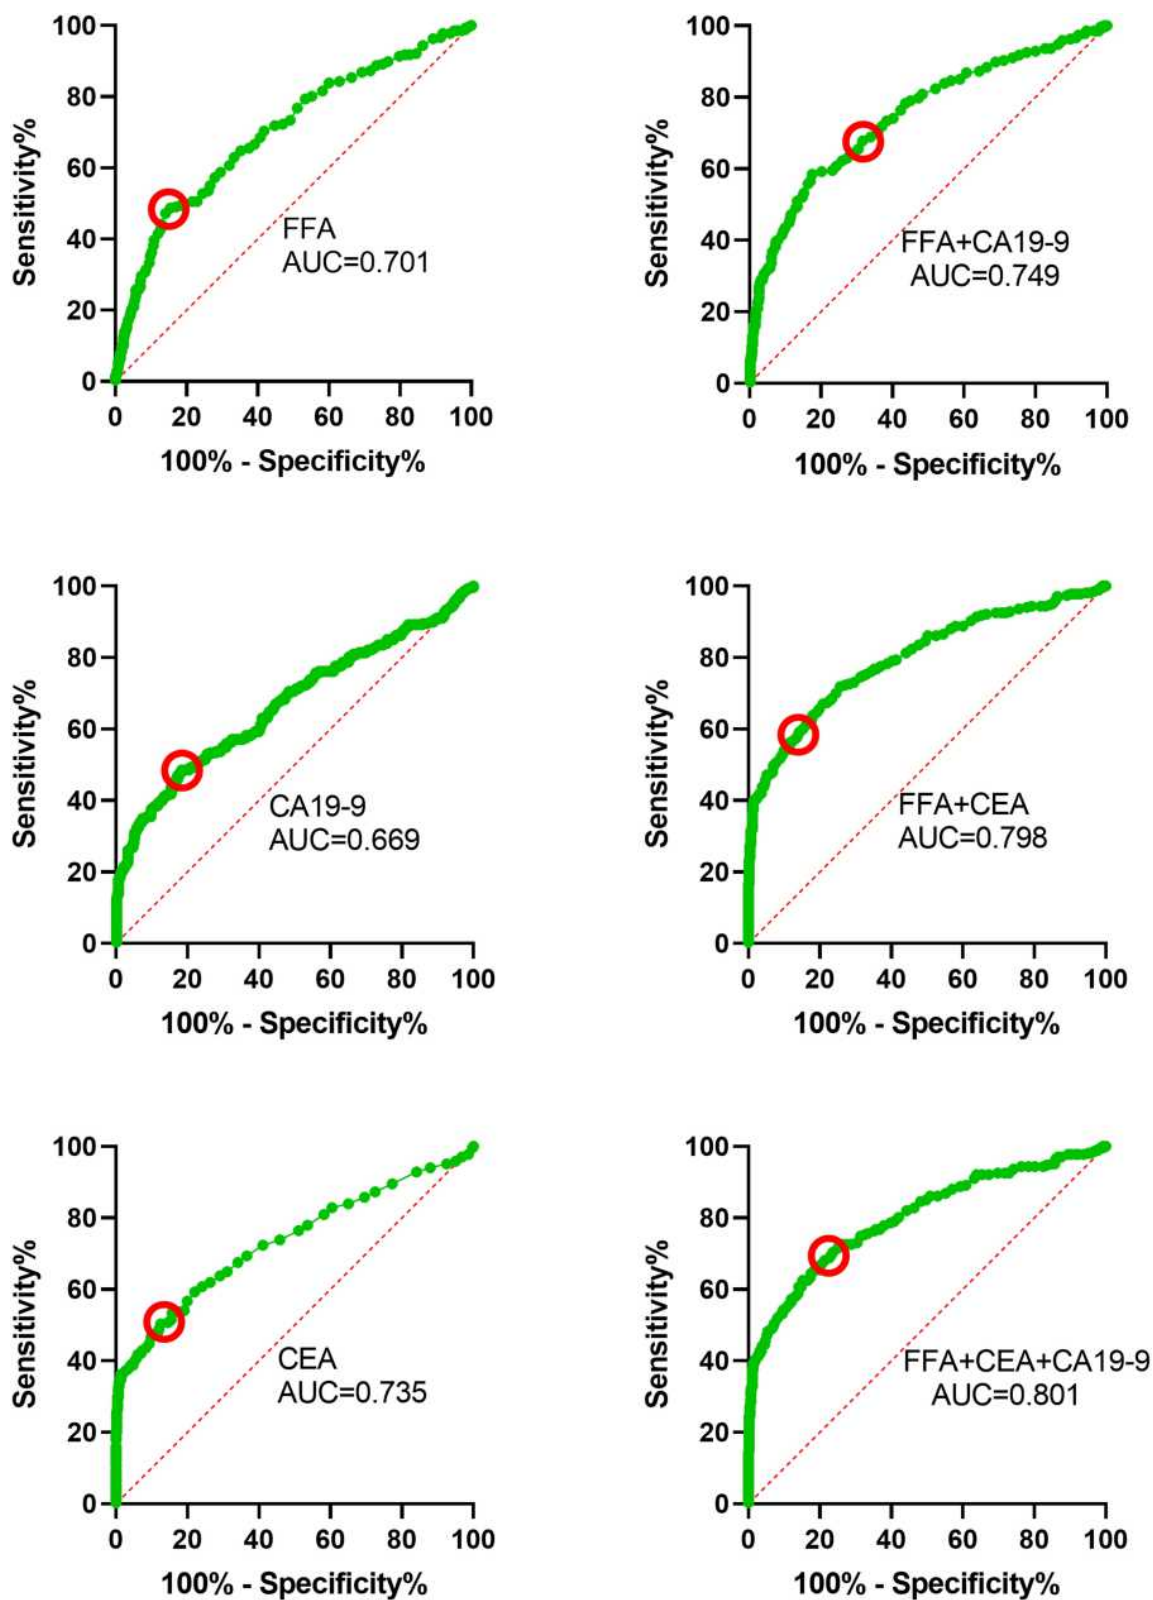 100
80
60
40
20
0
Sensitivity%
FFA
AUC=0.701
0 20 40 60 80 100
100% - Specificity%
100
80
60
40
20
0
Sensitivity%
FFA+CA19-9
AUC=0.749
0 20 40 60 80 100
100% - Specificity%
100
80
60
40
20
0
Sensitivity%
CA19-9
AUC=0.669
0 20 40 60 80 100
100% - Specificity%
100
80
60
40
20
0
Sensitivity%
FFA+CEA
AUC=0.798
0 20 40 60 80 100
100% - Specificity%
100
80
60
40
20
0
Sensitivity%
CEA
AUC=0.735
0 20 40 60 80 100
100% - Specificity%
100
80
60
40
20
0
Sensitivity%
FFA+CEA+CA19-9
AUC=0.801
0 20 40 60 80 100
100% - Specificity%